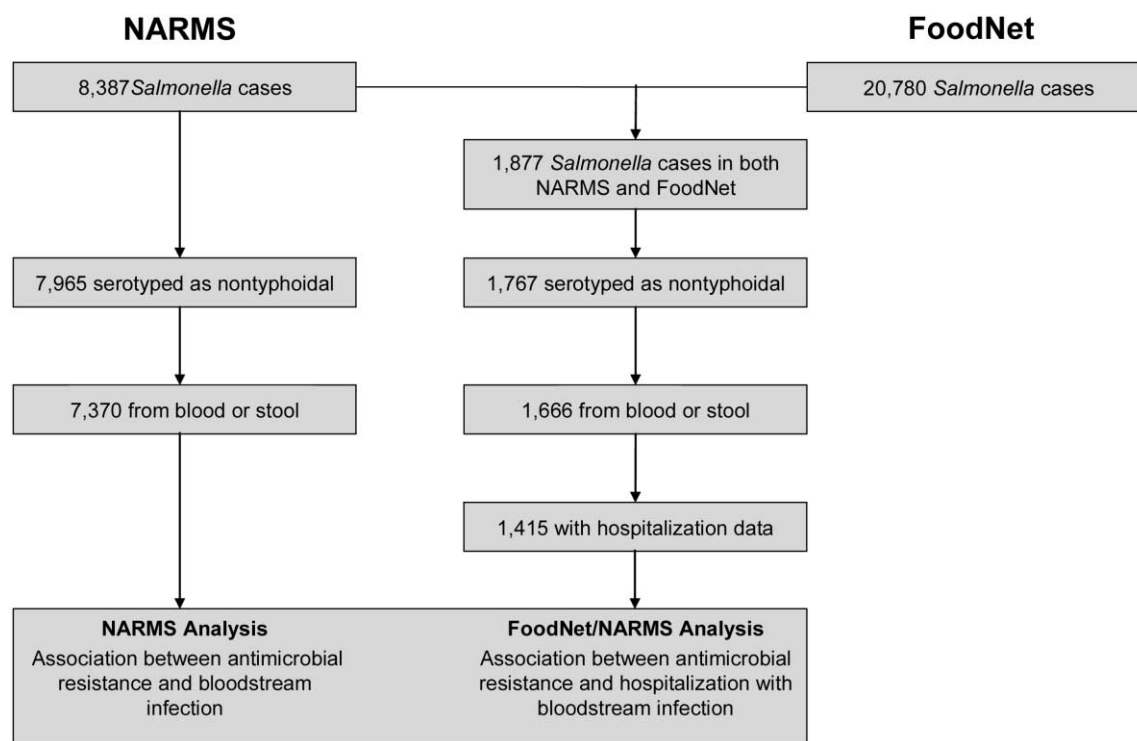 NARMS
FoodNet
8,387Salmonella cases
20,780 Salmonella cases
1,877 Salmonella cases in both
NARMS and FoodNet
7,965 serotyped as nontyphoidal
1,767 serotyped as nontyphoidal
7,370 from blood or stool
1,666 from blood or stool
1,415 with hospitalization data
NARMS Analysis
Association between antimicrobial
resistance and bloodstream
infection
FoodNet/NARMS Analysis
Association between antimicrobial
resistance and hospitalization with
bloodstream infection